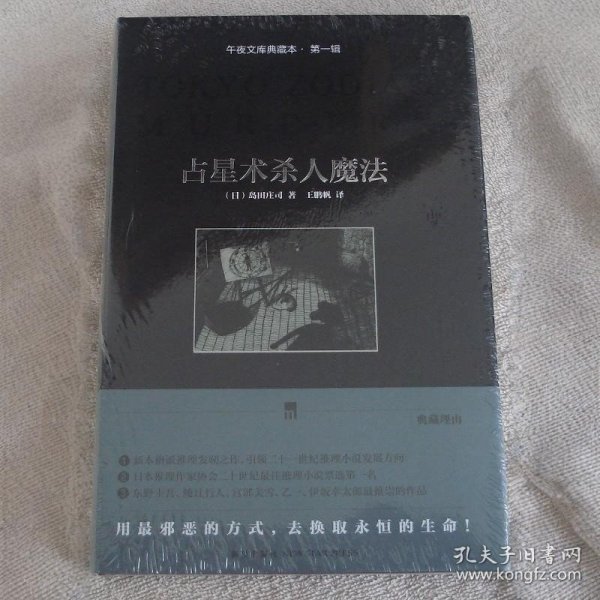 午夜文库典藏本·第一辑
占星术杀人魔法
（日）岛田庄司 著 王鹏帆 译
典藏理由
1 新本格派推理发轫之作，引领二十一世纪推理小说发展方向
2 日本推理作家协会二十世纪最佳推理小说票选第一名
3 东野圭吾、绫辻行人、宫部美雪、乙一、伊坂幸太郎最推崇的作品
用最邪恶的方式，去换取永恒的生命！
孔夫子旧书网
www.kongfz.com